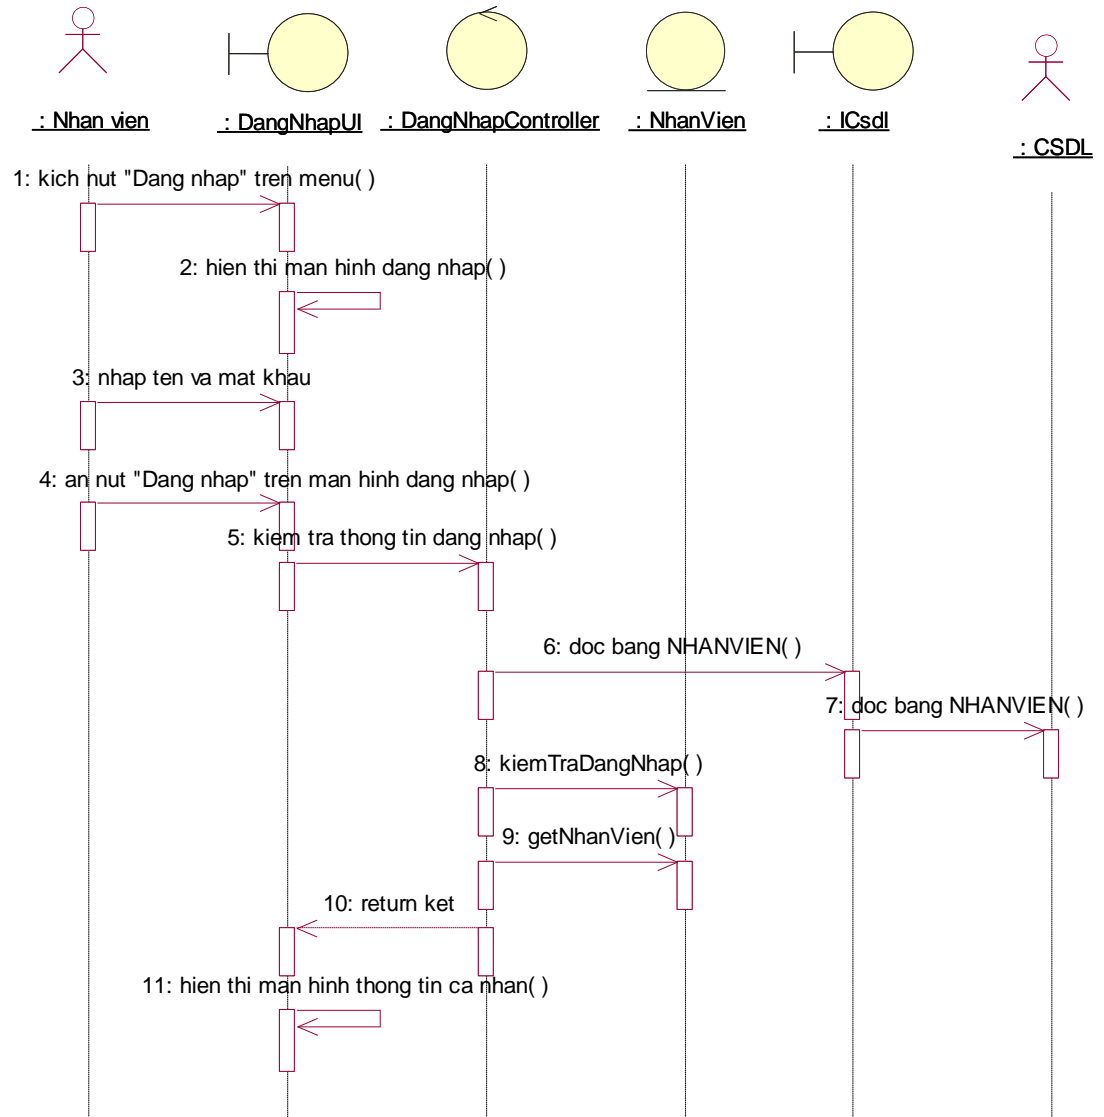 : Nhan vien
: DangNhapUI
: DangNhapController
: NhanVien
: ICsdl
: CSDL
1: kich nut "Dang nhap" tren menu( )
2: hien thi man hinh dang nhap( )
3: nhap ten va mat khau
4: an nut "Dang nhap" tren man hinh dang nhap( )
5: kiem tra thong tin dang nhap( )
6: doc bang NHANVIEN( )
7: doc bang NHANVIEN( )
8: kiemTraDangNhap( )
9: getNhanVien( )
10: return ket
11: hien thi man hinh thong tin ca nhan( )